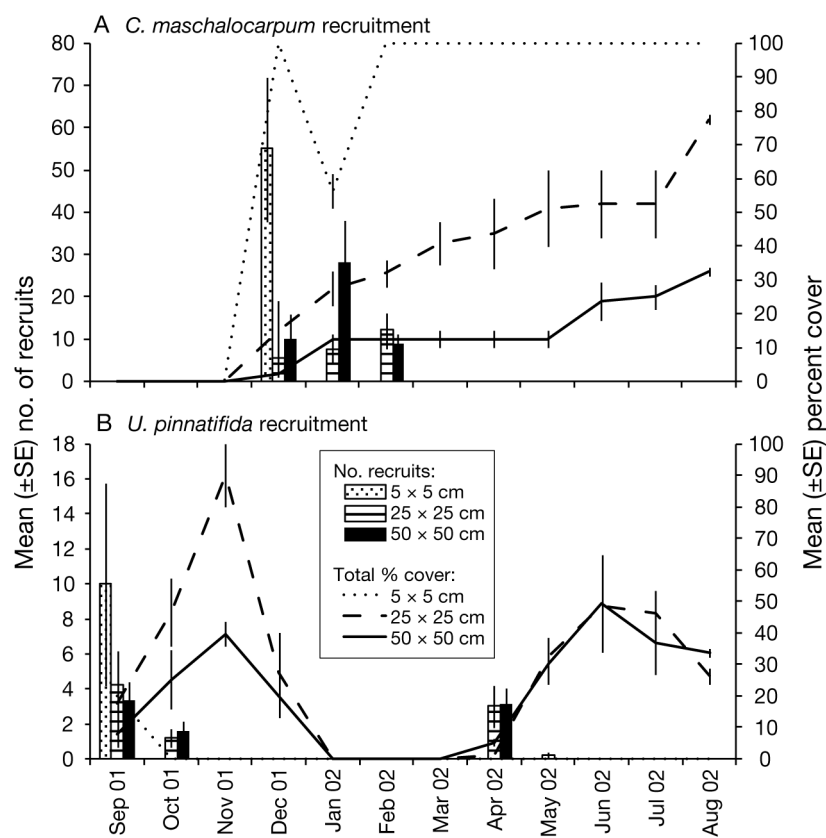 A C. maschalocarpum recruitment
80
70
60
50
40
30
20
10
0
100
90
80
70
60
50
40
30
20
10
0
B U. pinnatifida recruitment
18
16
14
12
10
8
6
4
2
0
100
90
80
70
60
50
40
30
20
10
0
Mean (±SE) no. of recruits
Mean (±SE) percent cover
No. recruits:
5 × 5 cm
25 × 25 cm
50 × 50 cm
Total % cover:
5 × 5 cm
25 × 25 cm
50 × 50 cm
Sep 01
Oct 01
Nov 01
Dec 01
Jan 02
Feb 02
Mar 02
Apr 02
May 02
Jun 02
Jul 02
Aug 02